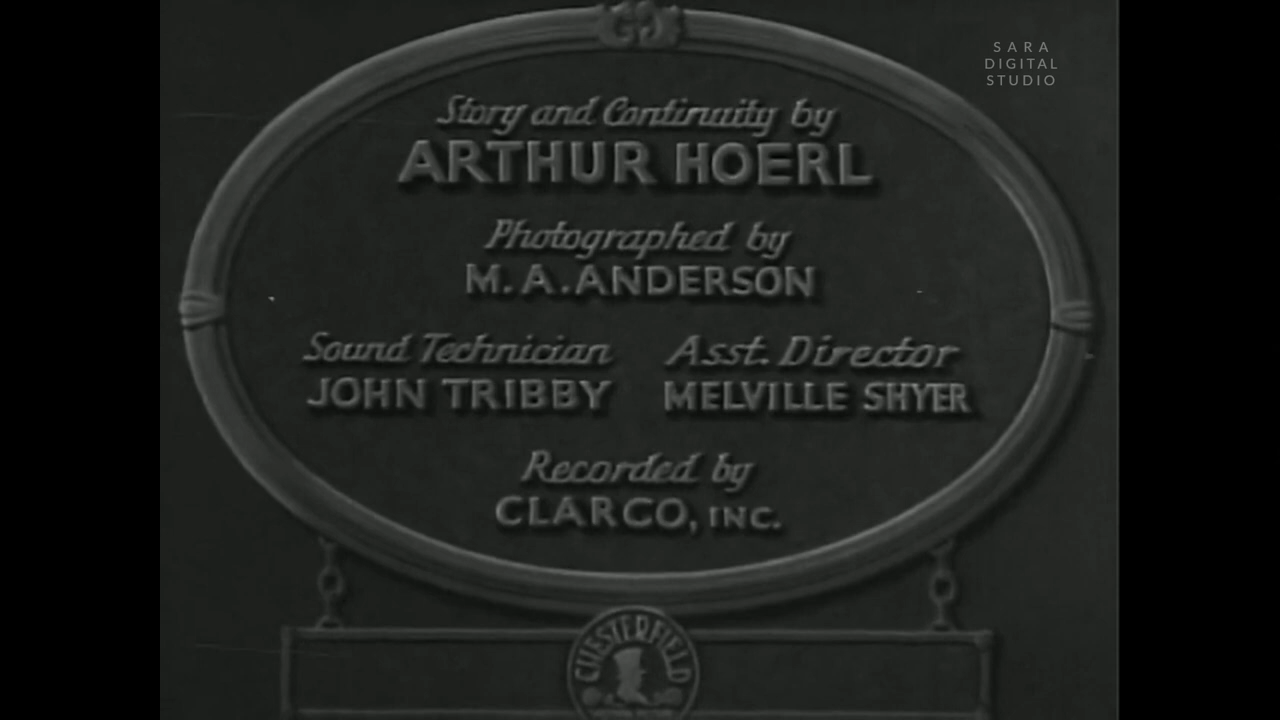 SARA
DIGITAL
STUDIO
Story and Continuity by
ARTHUR HOERL
Photographed by
M. A. ANDERSON
Sound Technician
JOHN TRIBBY
Asst. Director
MELVILLE SHYER
Recorded by
CLARCO, INC.
CHESTERFIELD